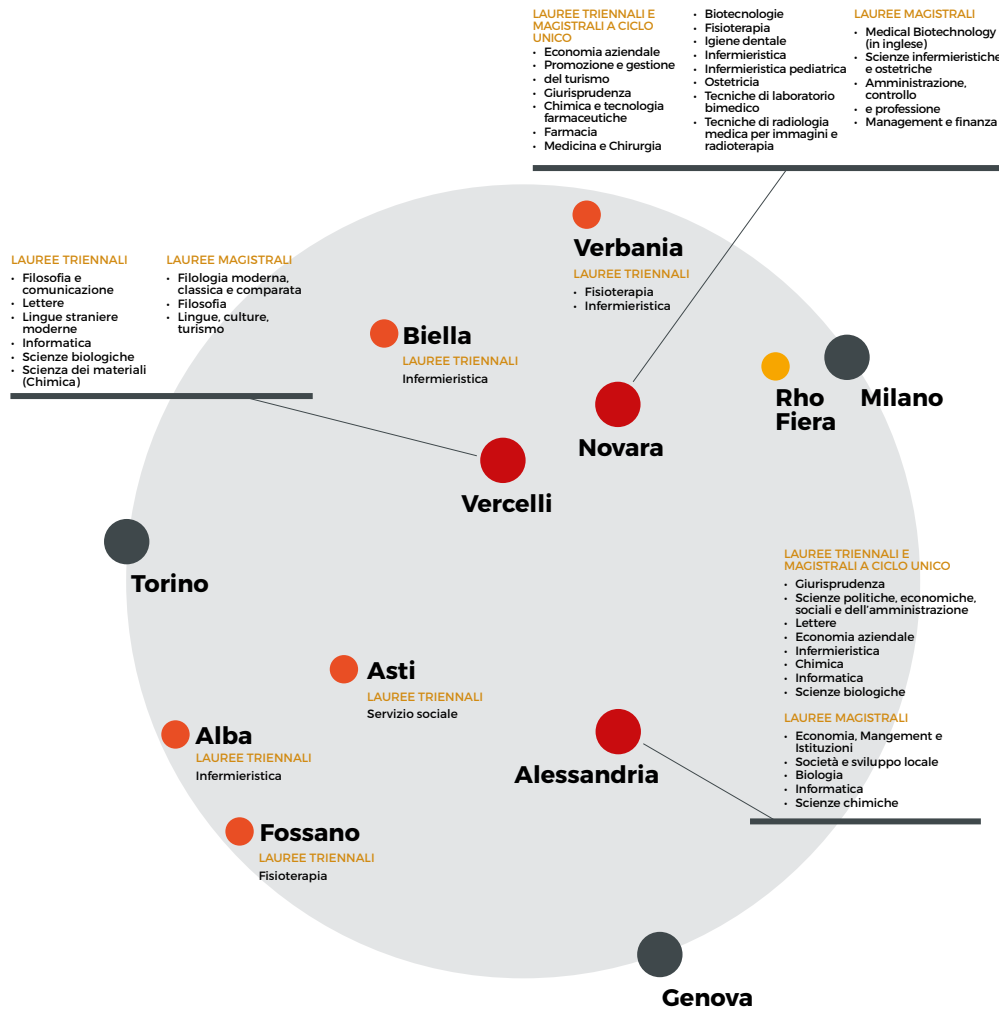 LAUREE TRIENNALI E
MAGISTRALI A CICLO
UNICO
• Economia aziendale
• Promozione e gestione
• del turismo
• Giurisprudenza
• Chimica e tecnologia
farmaceutiche
• Farmacia
• Medicina e Chirurgia
• Biotecnologie
• Fisioterapia
• Igiene dentale
• Infermieristica
• Infermieristica pediatrica
• Ostetricia
• Tecniche di laboratorio
bimedico
• Tecniche di radiologia
medica per immagini e
radioterapia
LAUREE MAGISTRALI
• Medical Biotechnology
(in inglese)
• Scienze infermieristiche
e ostetriche
• Amministrazione,
controllo
• e professione
• Management e finanza
Verbania
LAUREE TRIENNALI
• Fisioterapia
• Infermieristica
LAUREE TRIENNALI
• Filosofia e
comunicazione
• Lettere
• Lingue straniere
moderne
• Informatica
• Scienze biologiche
• Scienza dei materiali
(Chimica)
LAUREE MAGISTRALI
• Filologia moderna,
classica e comparata
• Filosofia
• Lingue, culture,
turismo
Biella
LAUREE TRIENNALI
Infermieristica
Rho
Fiera
Milano
Novara
Vercelli
Torino
LAUREE TRIENNALI E
MAGISTRALI A CICLO UNICO
• Giurisprudenza
• Scienze politiche, economiche,
sociali e dell'amministrazione
• Lettere
• Economia aziendale
• Infermieristica
• Chimica
• Informatica
• Scienze biologiche
LAUREE MAGISTRALI
• Economia, Mangement e
Istituzioni
• Società e sviluppo locale
• Biologia
• Informatica
• Scienze chimiche
Asti
LAUREE TRIENNALI
Servizio sociale
Alba
LAUREE TRIENNALI
Infermieristica
Alessandria
Fossano
LAUREE TRIENNALI
Fisioterapia
Genova